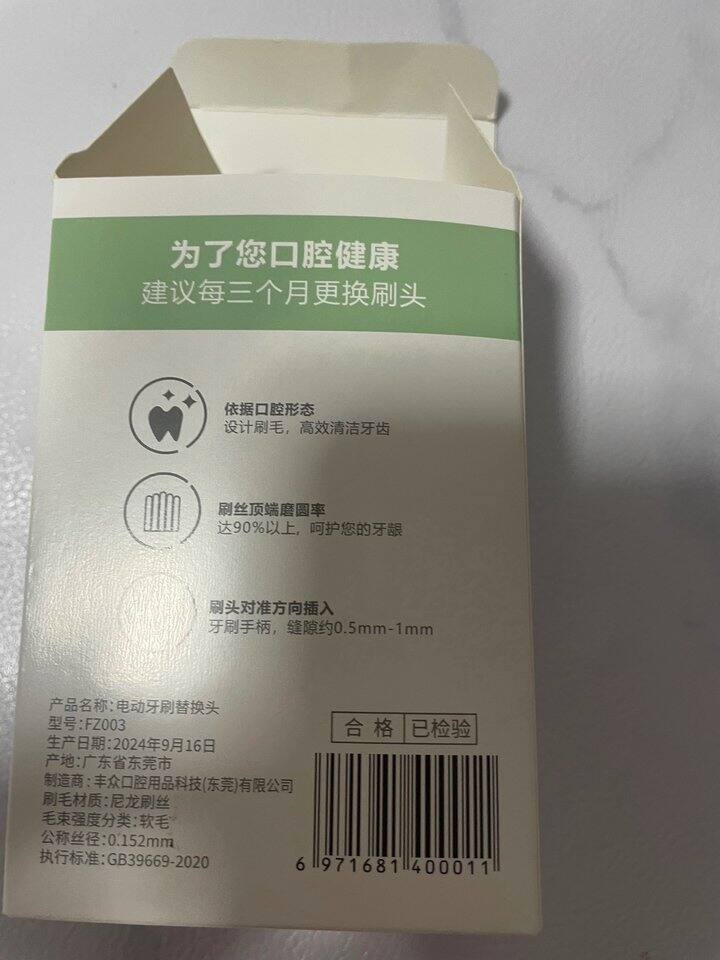 为了您口腔健康
建议每三个月更换刷头
依据口腔形态
设计刷毛，高效清洁牙齿
刷丝顶端磨圆率
达90%以上，呵护您的牙龈
刷头对准方向插入
牙刷手柄，缝隙约0.5mm-1mm
产品名称:电动牙刷替换头
型号:FZ003
生产日期:2024年9月16日
产地:广东省东莞市
制造商:丰众口腔用品科技(东莞)有限公司
刷毛材质:尼龙刷丝
毛束强度分类:软毛
公称丝径:0.152mm
执行标准:GB39669-2020
合格 已检验
6 971681 400011